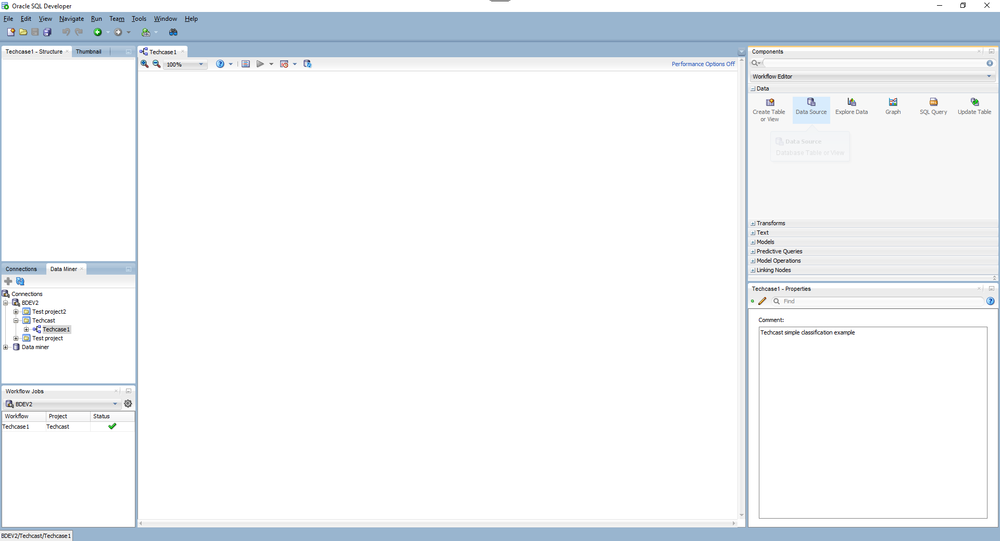 Oracle SQL Developer
File Edit View Navigate Run Team Tools Window Help
Techcase1 - Structure Thumbnail
Techcase1
100%
Performance Options Off
Connections Data Miner
Connections
BDEV2
Test project2
Techcast
Techcase1
Test project
Data miner
Workflow Jobs
BDEV2
Workflow Project Status
Techcase1 Techcast
Components
Workflow Editor
Data
Create Table
or View
Data Source
Explore Data
Graph
SQL
SQL Query
Update Table
Data Source
Database Table or View
Transforms
Text
Models
Predictive Queries
Model Operations
Linking Nodes
Techcase1 - Properties
Find
Comment:
Techcast simple classification example
BDEV2/Techcast/Techcase1